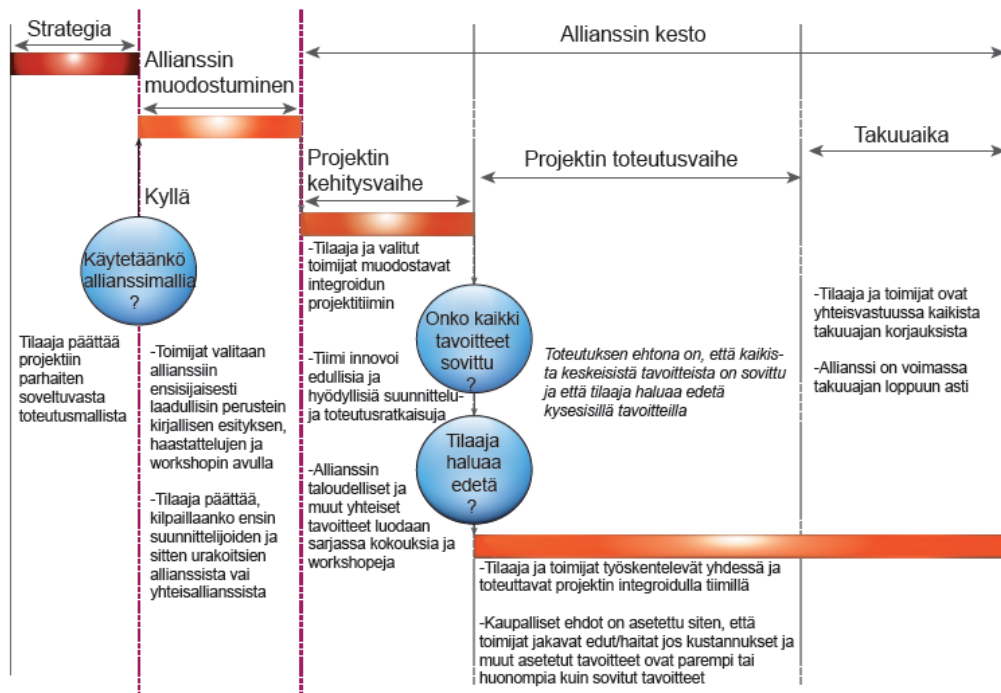 Strategia
Allianssin
muodostuminen
Allianssin kesto
Projektin
kehitysvaihe
Projektin toteutusvaihe
Takuuaika
Kyllä
Käytetäänkö
allianssimallia
?
Tilaaja päättää
projektiin
parhaiten
soveltuvasta
toteutusmallista
-Toimijat valitaan
allianssiin
ensisijaisesti
laadullisin perustein
kirjallisen esityksen,
haastattelujen ja
workshopin avulla
-Tilaaja päättää,
kilpaillaanko ensin
suunnittelijoiden ja
sitten urakoitsien
allianssista vai
yhteisallianssista
-Tilaaja ja valitut
toimijat muodostavat
integroidun
projektitiimin
-Tiimi innovoi
edullisia ja
hyödyllisiä suunnittelu-
ja toteutusratkaisuja
-Allianssin
taloudelliset ja
muut yhteiset
tavoitteet luodaan
sarjassa kokouksia ja
workshopeja
Onko kaikki
tavoitteet
sovittu
?
Tilaaja
haluaa
edetä
?
Toteutuksen ehtona on, että kaikis-
ta keskeisistä tavoitteista on sovittu
ja että tilaaja haluaa edetä
kysesisillä tavoitteilla
-Tilaaja ja toimijat ovat
yhteisvastuussa kaikista
takuuajan korjauksista
-Allianssi on voimassa
takuuajan loppuun asti
-Tilaaja ja toimijat työskentelevät yhdessä ja
toteuttavat projektin integroidulla tiimillä
-Kaupalliset ehdot on asetettu siten, että
toimijat jakavat edut/haitat jos kustannukset ja
muut asetetut tavoitteet ovat parempi tai
huonompia kuin sovitut tavoitteet